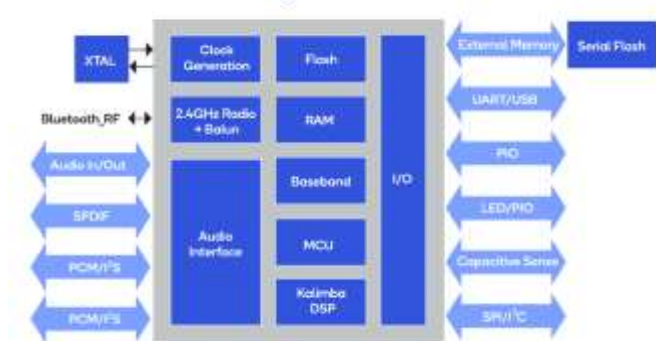 XTAL
Bluetooth_RF
Audio In/Out
SPDIF
PCM/I²S
PCM/I²S
Clock
Generation
2.4GHz Radio
+ Balun
Audio
Interface
Flash
RAM
Baseband
MCU
Kalimba
DSP
I/O
External Memory
UART/USB
PIO
LED/PIO
Capacitive Sense
SPI/I²C
Serial Flash